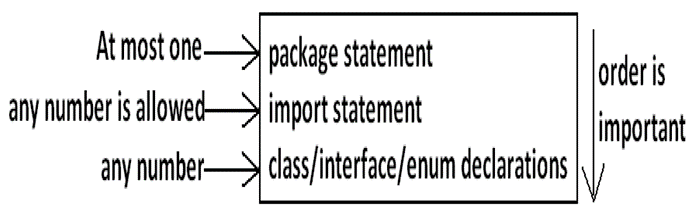 At most one
package statement
any number is allowed
import statement
any number
class/interface/enum declarations
order is
important